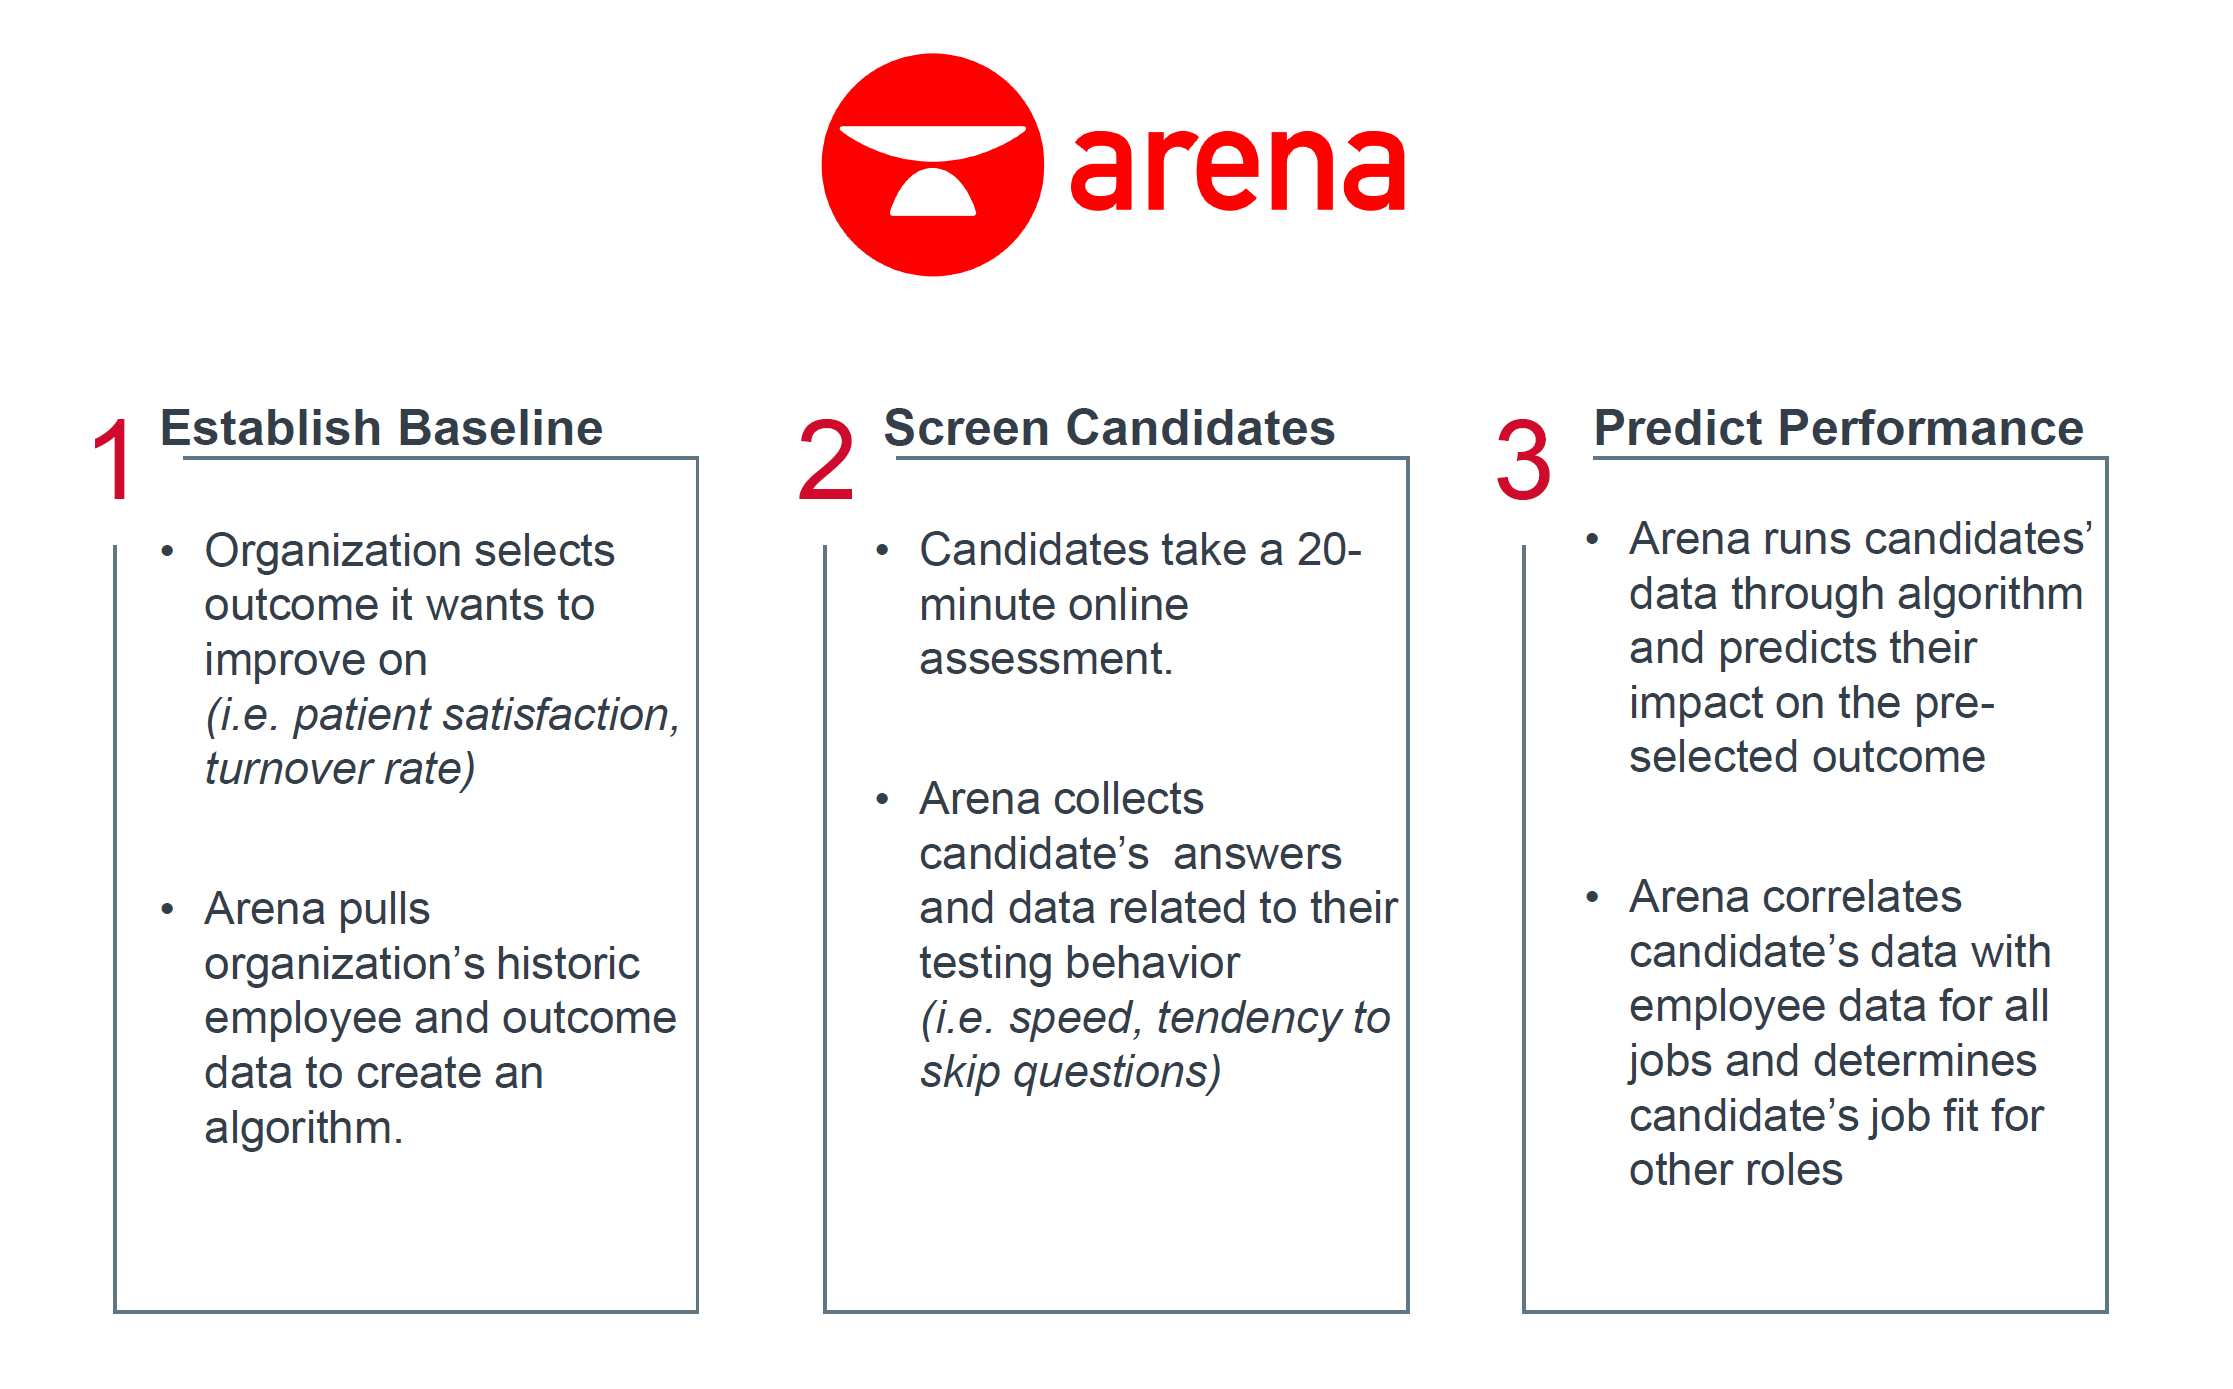 arena
1 Establish Baseline
• Organization selects
outcome it wants to
improve on
(i.e. patient satisfaction,
turnover rate)
• Arena pulls
organization’s historic
employee and outcome
data to create an
algorithm.
2 Screen Candidates
• Candidates take a 20-
minute online
assessment.
• Arena collects
candidate’s  answers
and data related to their
testing behavior
(i.e. speed, tendency to
skip questions)
3 Predict Performance
• Arena runs candidates’
data through algorithm
and predicts their
impact on the pre-
selected outcome
• Arena correlates
candidate’s data with
employee data for all
jobs and determines
candidate’s job fit for
other roles